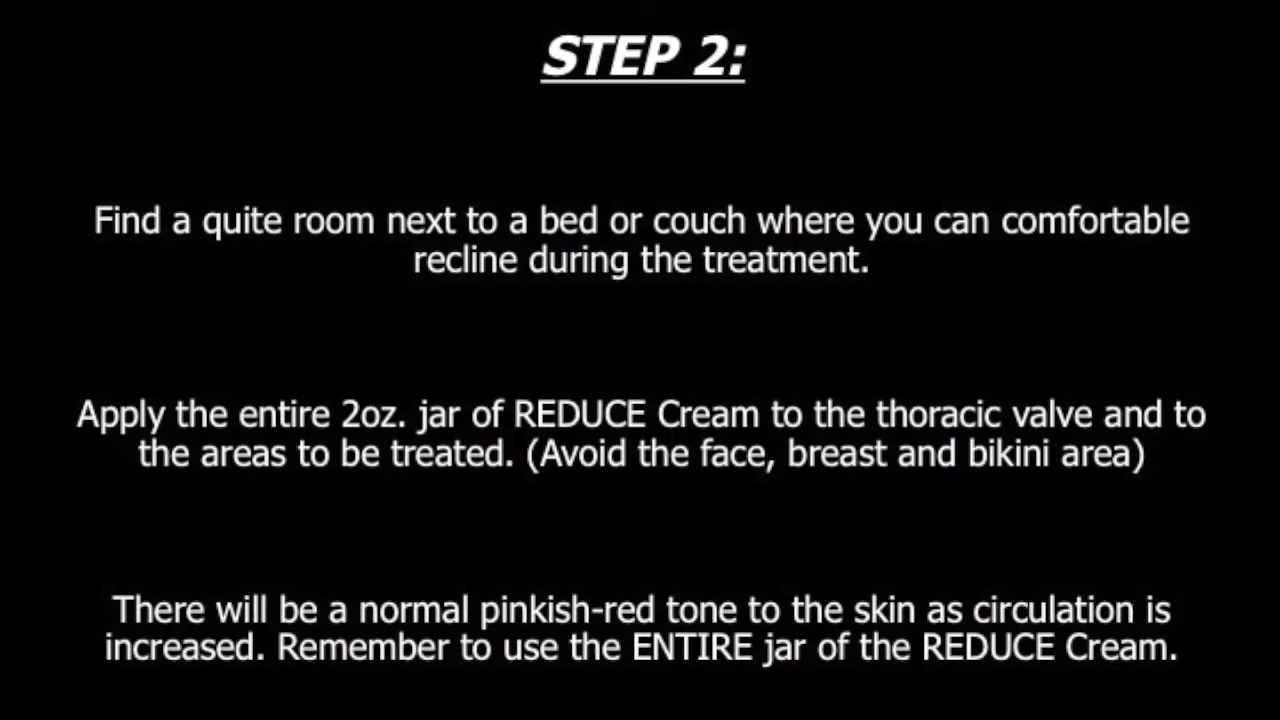 STEP 2:
Find a quite room next to a bed or couch where you can comfortable
recline during the treatment.
Apply the entire 2oz. jar of REDUCE Cream to the thoracic valve and to
the areas to be treated. (Avoid the face, breast and bikini area)
There will be a normal pinkish-red tone to the skin as circulation is
increased. Remember to use the ENTIRE jar of the REDUCE Cream.